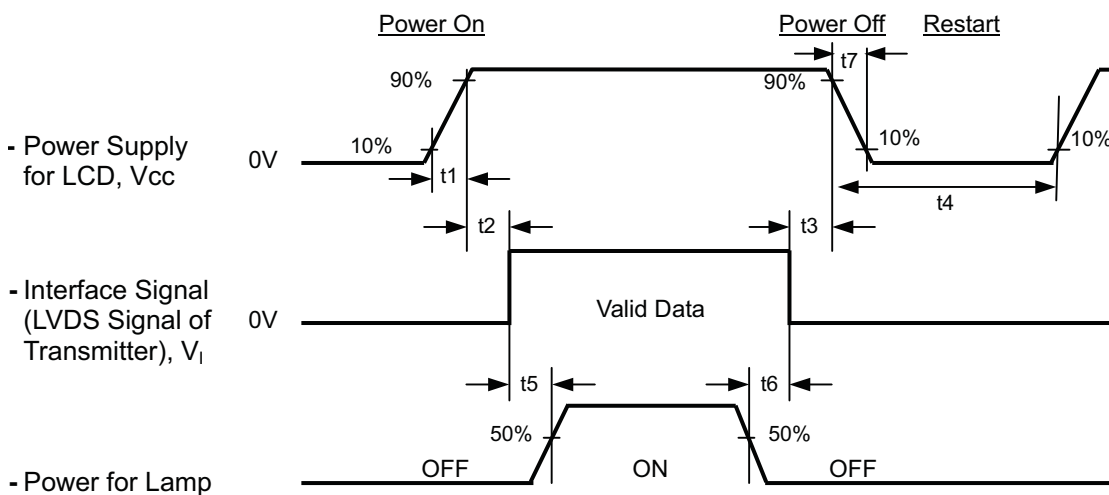 Power On
Power Off
Restart
t7
90%
90%
- Power Supply
for LCD, Vcc
0V
10%
10%
10%
t1
t4
t2
t3
- Interface Signal
(LVDS Signal of
Transmitter), VI
0V
Valid Data
t5
t6
50%
50%
- Power for Lamp
OFF
ON
OFF